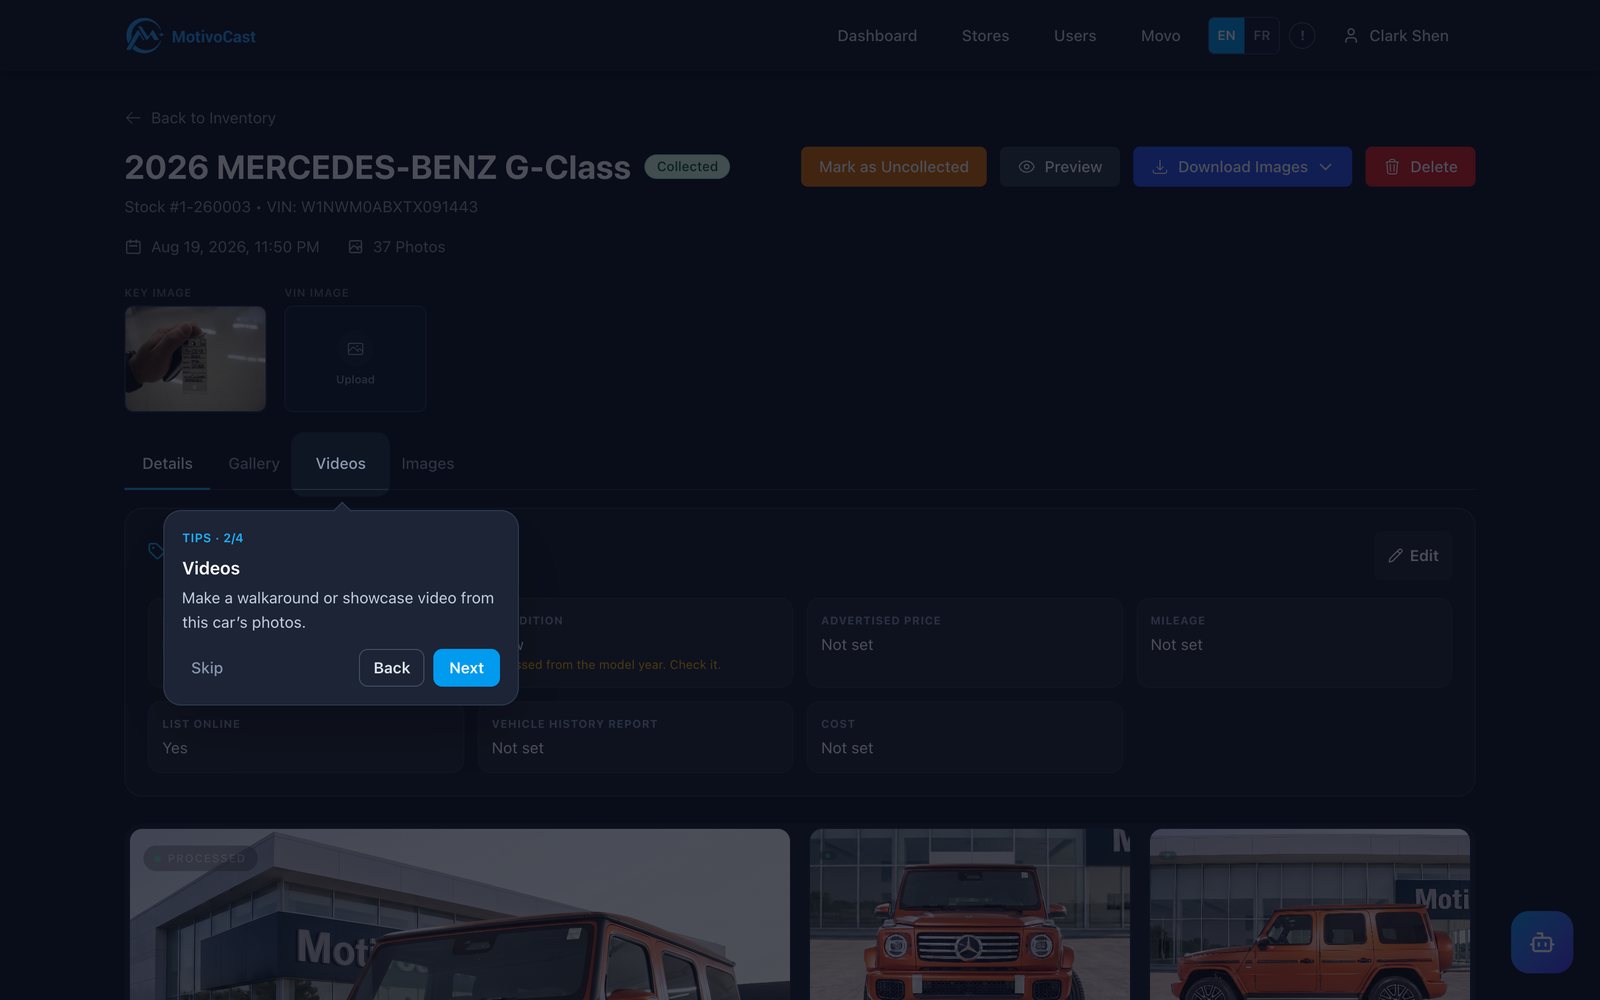 MotivoCast
Dashboard
Stores
Users
Movo
EN
FR
!
Clark Shen
Back to Inventory
2026 MERCEDES-BENZ G-Class
Collected
Mark as Uncollected
Preview
Download Images
Delete
Stock #1-260003 • VIN: W1NWM0ABXTX091443
Aug 19, 2026, 11:50 PM
37 Photos
KEY IMAGE
VIN IMAGE
Upload
Details
Gallery
Videos
Images
TIPS · 2/4
Videos
Make a walkaround or showcase video from
this car’s photos.
Skip
Back
Next
Edit
ADVERTISED PRICE
Not set
MILEAGE
Not set
from the model year. Check it.
LIST ONLINE
Yes
VEHICLE HISTORY REPORT
Not set
COST
Not set
PROCESSED
Moti
M
Moti